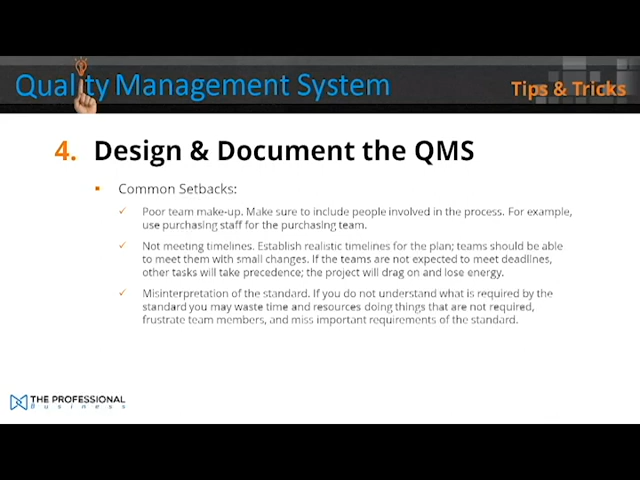 Quality Management System
Tips & Tricks
4. Design & Document the QMS
Common Setbacks:
Poor team make-up. Make sure to include people involved in the process. For example,
use purchasing staff for the purchasing team.
Not meeting timelines. Establish realistic timelines for the plan; teams should be able
to meet them with small changes. If the teams are not expected to meet deadlines,
other tasks will take precedence; the project will drag on and lose energy.
Misinterpretation of the standard. If you do not understand what is required by the
standard you may waste time and resources doing things that are not required,
frustrate team members, and miss important requirements of the standard.
THE PROFESSIONAL
Business